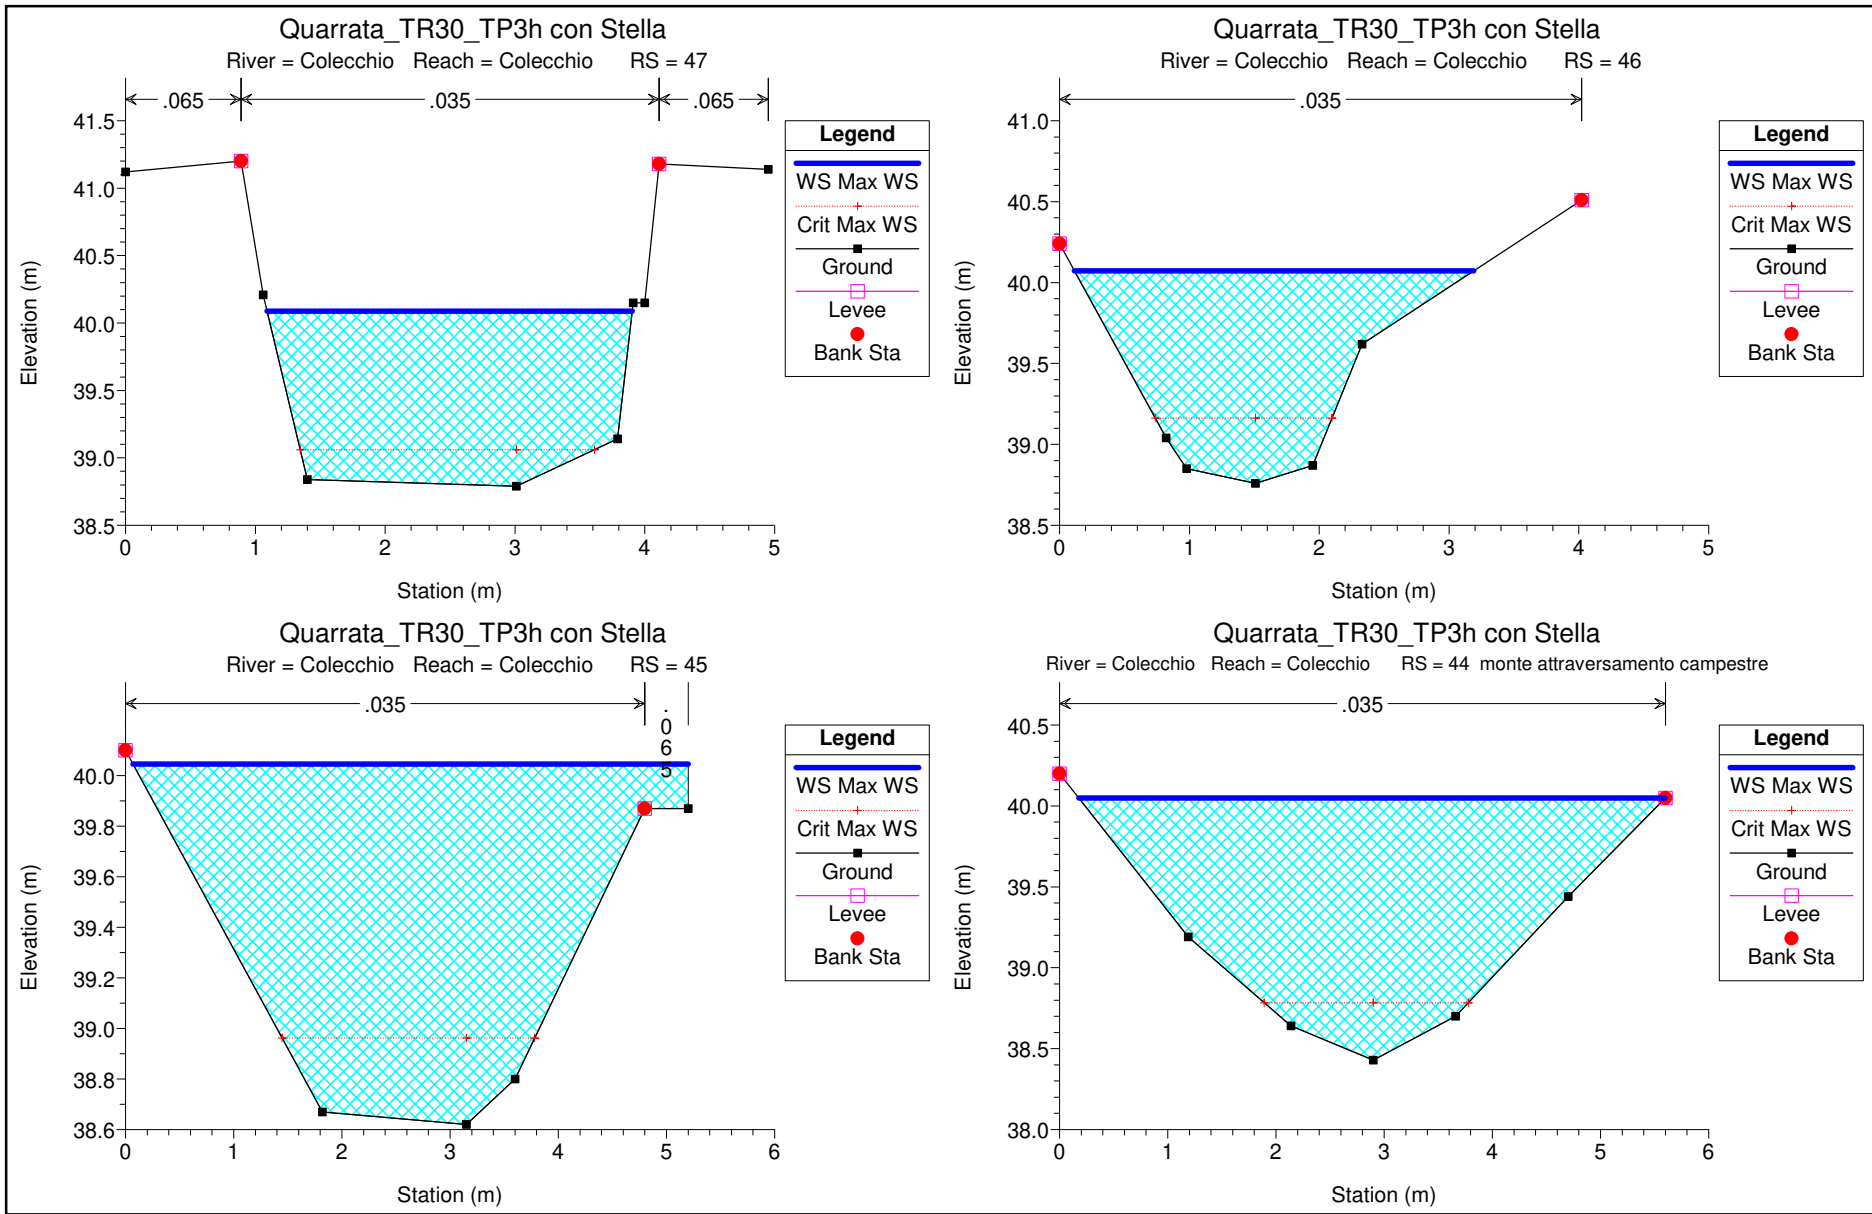 Quarrata_TR30_TP3h con Stella
River = Colecchio Reach = Colecchio RS = 47
.065
.035
.065
41.5
41.0
40.5
40.0
39.5
39.0
38.5
Elevation (m)
0 1 2 3 4 5
Station (m)
Legend
WS Max WS
Crit Max WS
Ground
Levee
Bank Sta
Quarrata_TR30_TP3h con Stella
River = Colecchio Reach = Colecchio RS = 46
.035
41.0
40.5
40.0
39.5
39.0
38.5
Elevation (m)
0 1 2 3 4 5
Station (m)
Legend
WS Max WS
Crit Max WS
Ground
Levee
Bank Sta
Quarrata_TR30_TP3h con Stella
River = Colecchio Reach = Colecchio RS = 45
.035
.065
40.0
39.8
39.6
39.4
39.2
39.0
38.8
38.6
Elevation (m)
0 1 2 3 4 5 6
Station (m)
Legend
WS Max WS
Crit Max WS
Ground
Levee
Bank Sta
Quarrata_TR30_TP3h con Stella
River = Colecchio Reach = Colecchio RS = 44 monte attraversamento campestre
.035
40.5
40.0
39.5
39.0
38.5
38.0
Elevation (m)
0 1 2 3 4 5 6
Station (m)
Legend
WS Max WS
Crit Max WS
Ground
Levee
Bank Sta